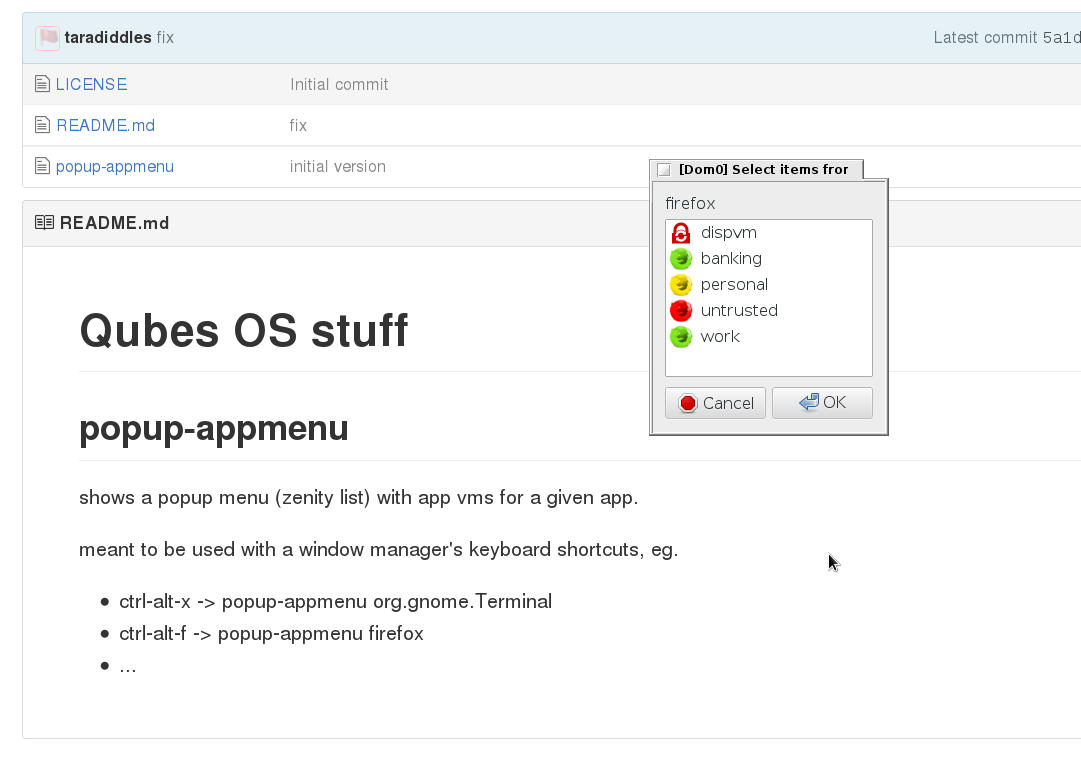 taradiddles fix
Latest commit 5a1d
LICENSE Initial commit
README.md fix
popup-appmenu initial version
README.md
Qubes OS stuff
popup-appmenu
shows a popup menu (zenity list) with app vms for a given app.
meant to be used with a window manager's keyboard shortcuts, eg.
• ctrl-alt-x -> popup-appmenu org.gnome.Terminal
• ctrl-alt-f -> popup-appmenu firefox
• ...
[Dom0] Select items fror
firefox
dispvm
banking
personal
untrusted
work
Cancel OK